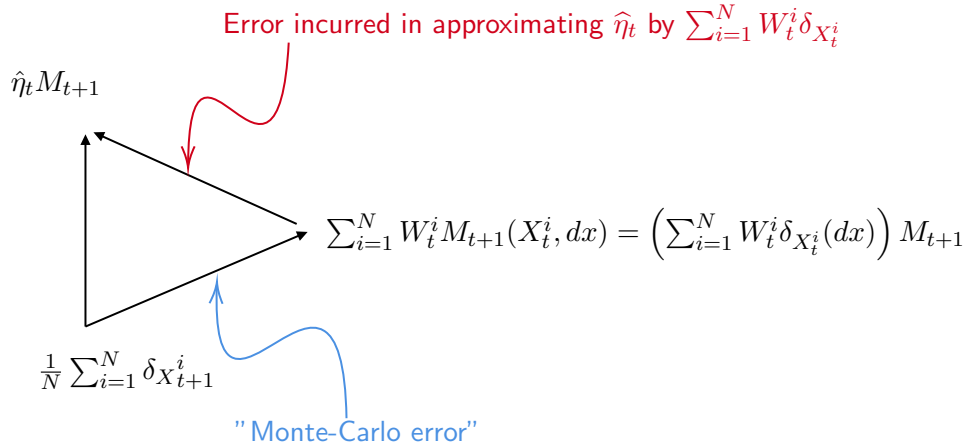 Error incurred in approximating $\widehat{\eta}_t$ by $\sum_{i=1}^{N} W_t^i \delta_{X_t^i}$
$\hat{\eta}_t M_{t+1}$
$\sum_{i=1}^{N} W_t^i M_{t+1}(X_t^i, dx) = \left( \sum_{i=1}^{N} W_t^i \delta_{X_t^i}(dx) \right) M_{t+1}$
$\frac{1}{N} \sum_{i=1}^{N} \delta_{X_{t+1}^i}$
"Monte-Carlo error"